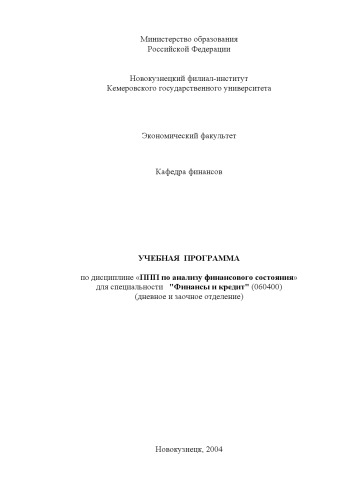 Министерство образования
Российской Федерации
Новокузнецкий филиал-институт
Кемеровского государственного университета
Экономический факультет
Кафедра финансов
УЧЕБНАЯ ПРОГРАММА
по дисциплине «ППП по анализу финансового состояния»
для специальности "Финансы и кредит" (060400)
(дневное и заочное отделение)
Новокузнецк, 2004